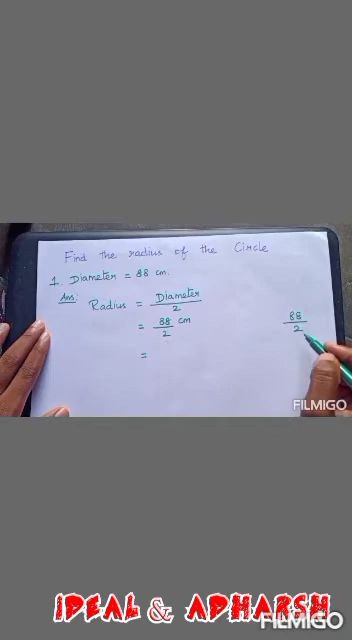 Find the radius of the Circle
1. Diameter = 88 cm.
Ans: Radius = Diameter / 2
= 88 / 2 cm
88 / 2
=
FILMIGO
IDEAL & ADHARSH
FILMIGO